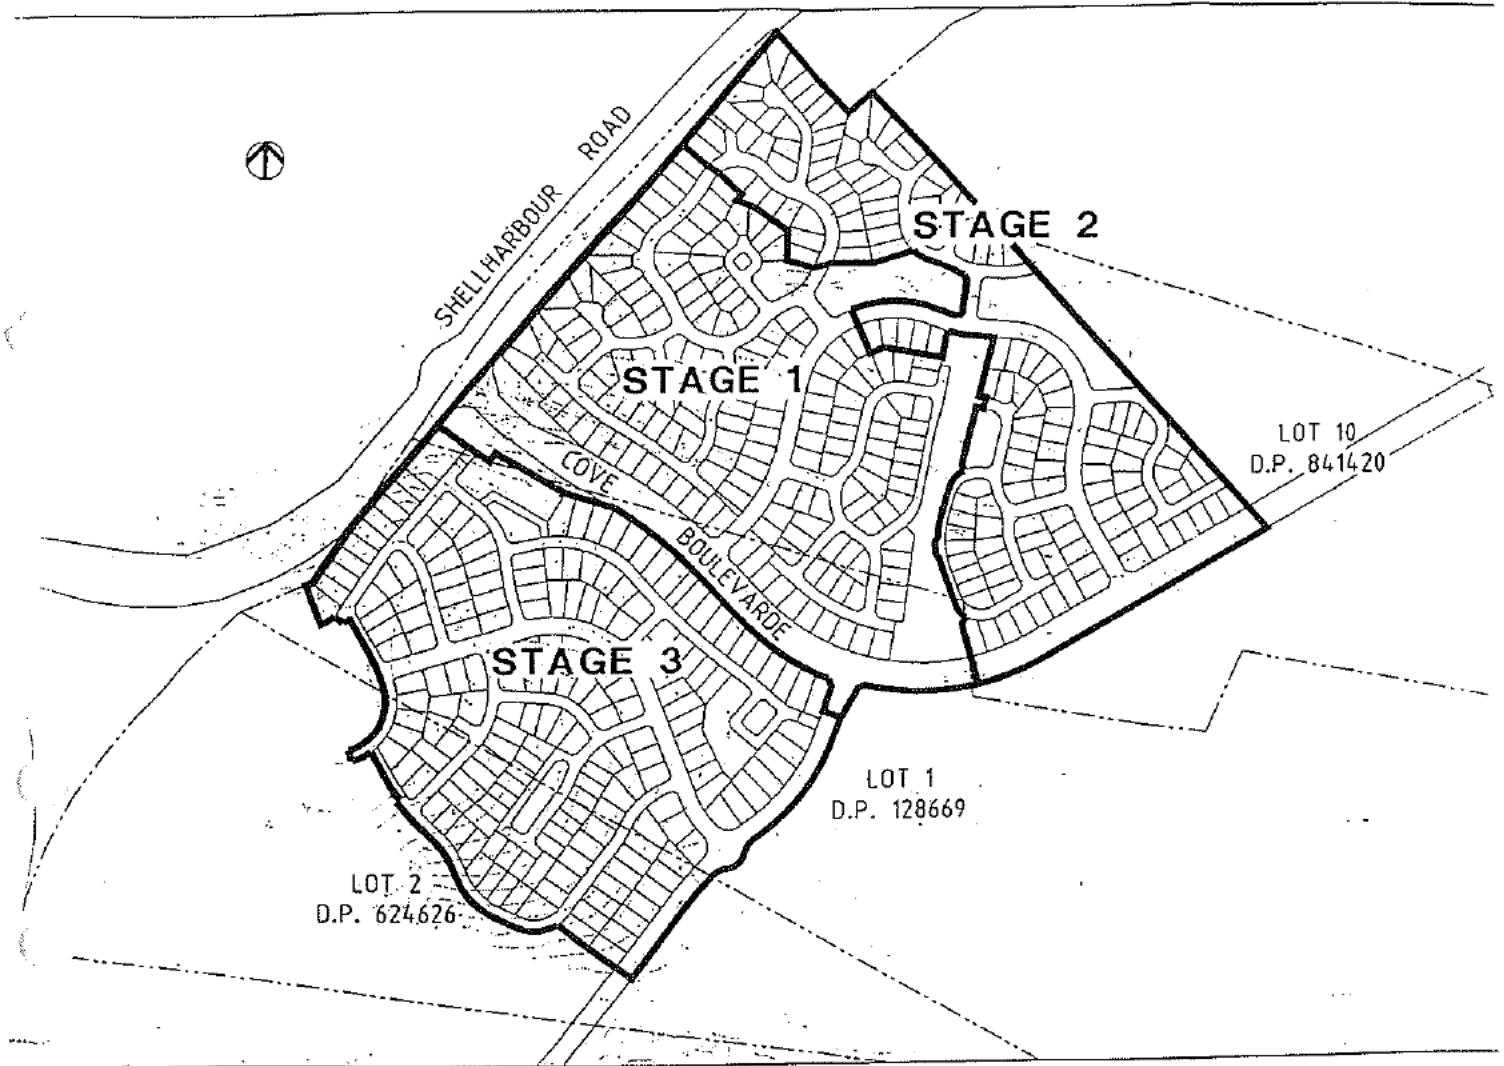 SHELLHARBOUR ROAD
STAGE 2
STAGE 1
LOT 10
D.P. 841420
COVE BOULEVARDE
STAGE 3
LOT 1
D.P. 128669
LOT 2
D.P. 624626